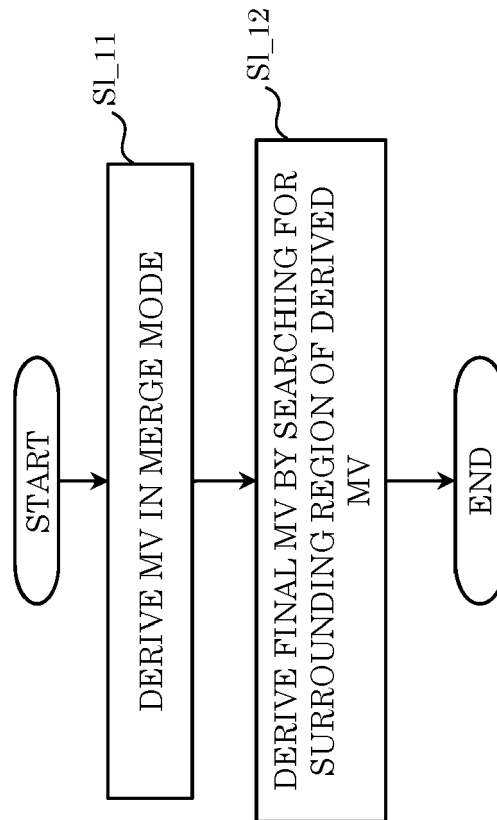 START
Sl_11
DERIVE MV IN MERGE MODE
Sl_12
DERIVE FINAL MV BY SEARCHING FOR
SURROUNDING REGION OF DERIVED
MV
END